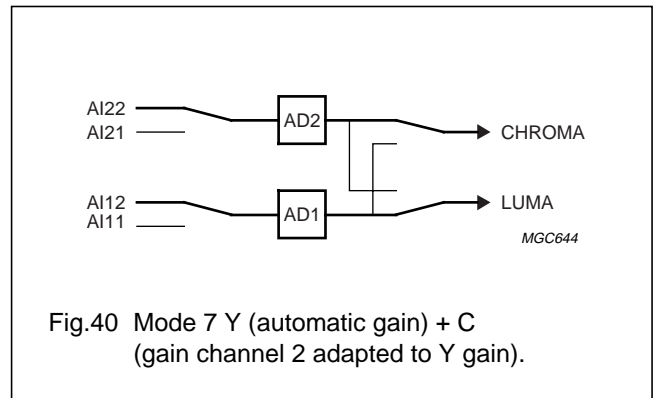 AI22
AI21
AD2
CHROMA
AI12
AI11
AD1
LUMA
MGC644
Fig.40 Mode 7 Y (automatic gain) + C
(gain channel 2 adapted to Y gain).